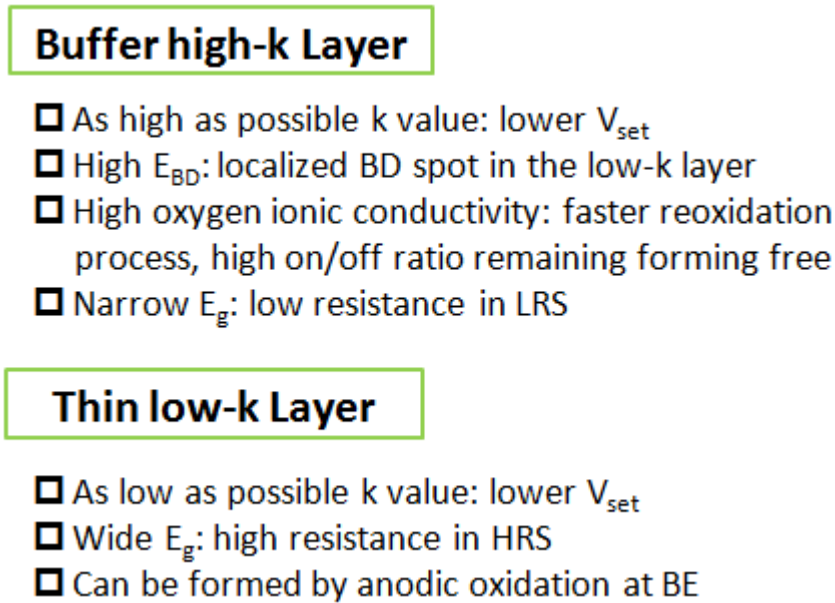 Buffer high-k Layer
❑ As high as possible k value: lower Vset
❑ High EBD: localized BD spot in the low-k layer
❑ High oxygen ionic conductivity: faster reoxidation
process, high on/off ratio remaining forming free
❑ Narrow Eg: low resistance in LRS
Thin low-k Layer
❑ As low as possible k value: lower Vset
❑ Wide Eg: high resistance in HRS
❑ Can be formed by anodic oxidation at BE